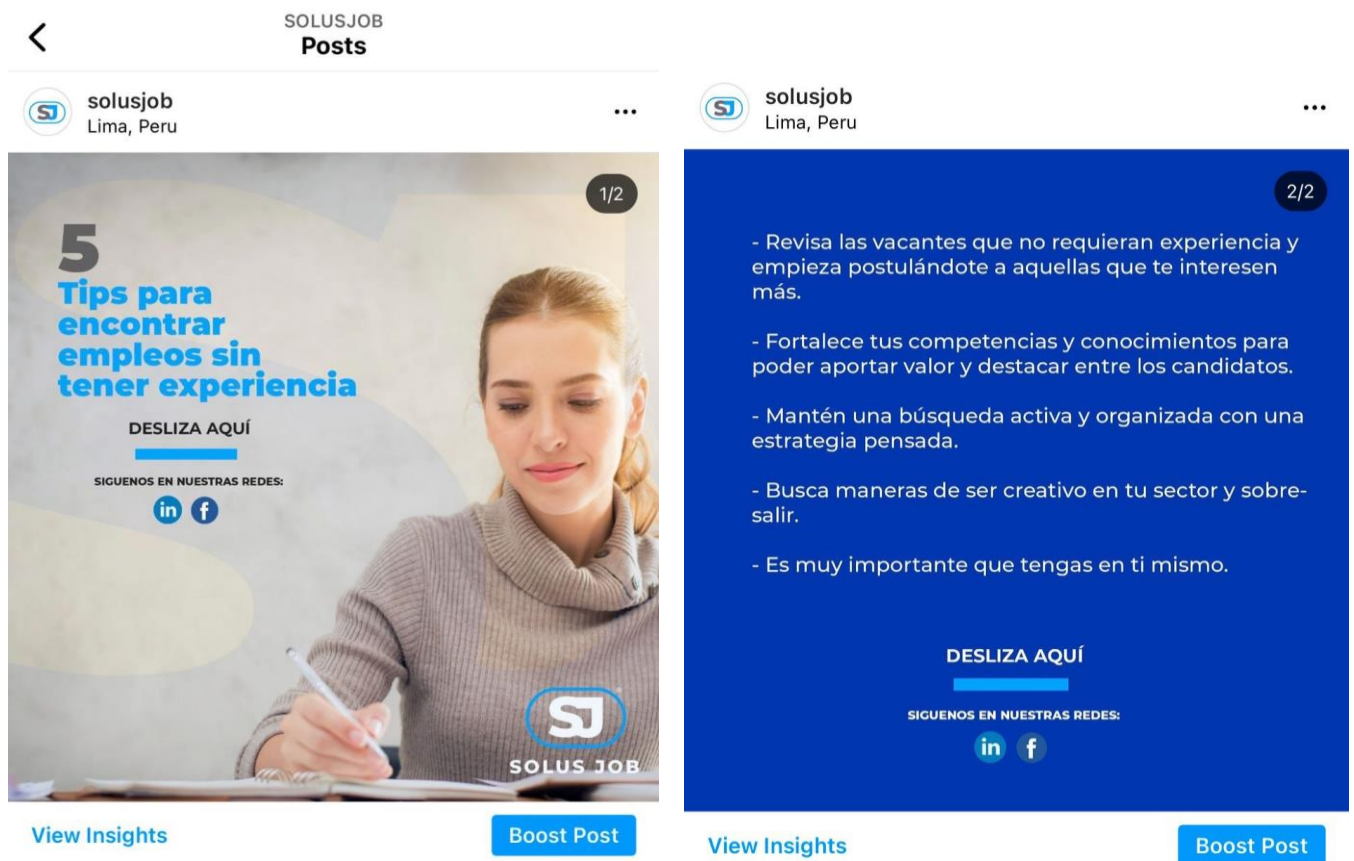 SOLUSJOB
Posts
solusjob
Lima, Peru
1/2
5
Tips para
encontrar
empleos sin
tener experiencia
DESLIZA AQUÍ
SIGUENOS EN NUESTRAS REDES:
in f
SJ
SOLUS JOB
View Insights
Boost Post
solusjob
Lima, Peru
2/2
- Revisa las vacantes que no requieran experiencia y
empieza postulándote a aquellas que te interesen
más.
- Fortalece tus competencias y conocimientos para
poder aportar valor y destacar entre los candidatos.
- Mantén una búsqueda activa y organizada con una
estrategia pensada.
- Busca maneras de ser creativo en tu sector y sobre-
salir.
- Es muy importante que tengas en ti mismo.
DESLIZA AQUÍ
SIGUENOS EN NUESTRAS REDES:
in f
View Insights
Boost Post